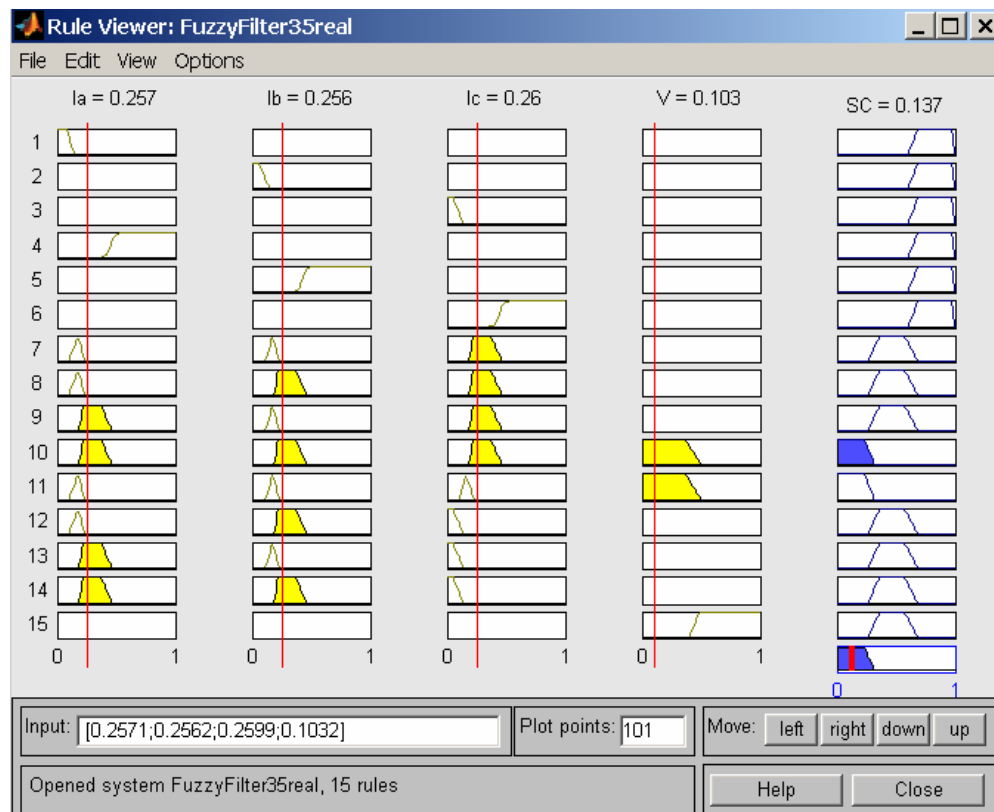 Rule Viewer: FuzzyFilter35real
File Edit View Options
Ia = 0.257 Ib = 0.256 Ic = 0.26 V = 0.103 SC = 0.137
1
2
3
4
5
6
7
8
9
10
11
12
13
14
15
0 1 0 1 0 1 0 1
0 1
Input: [0.2571;0.2562;0.2599;0.1032] Plot points: 101 Move: left right down up
Opened system FuzzyFilter35real, 15 rules Help Close